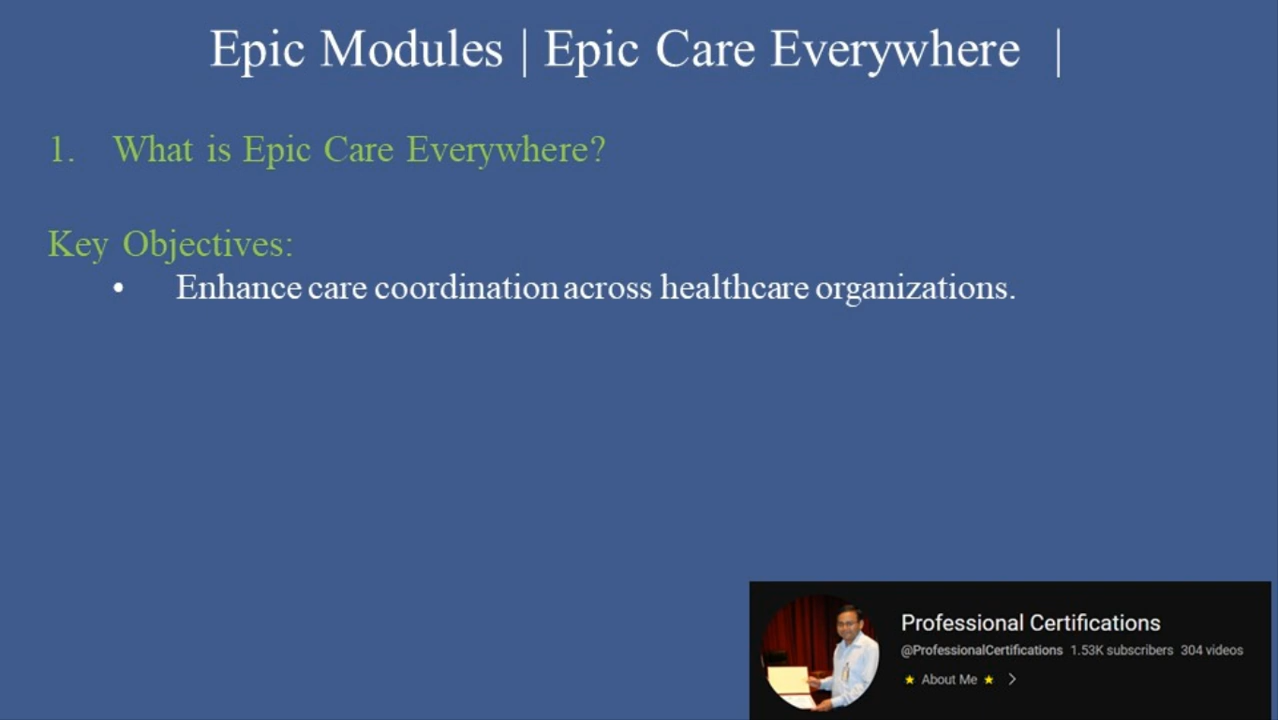 Epic Modules | Epic Care Everywhere |
1. What is Epic Care Everywhere?
Key Objectives:
• Enhance care coordination across healthcare organizations.
Professional Certifications
@ProfessionalCertifications 1.53K subscribers 304 videos
⭐ About Me ⭐ >